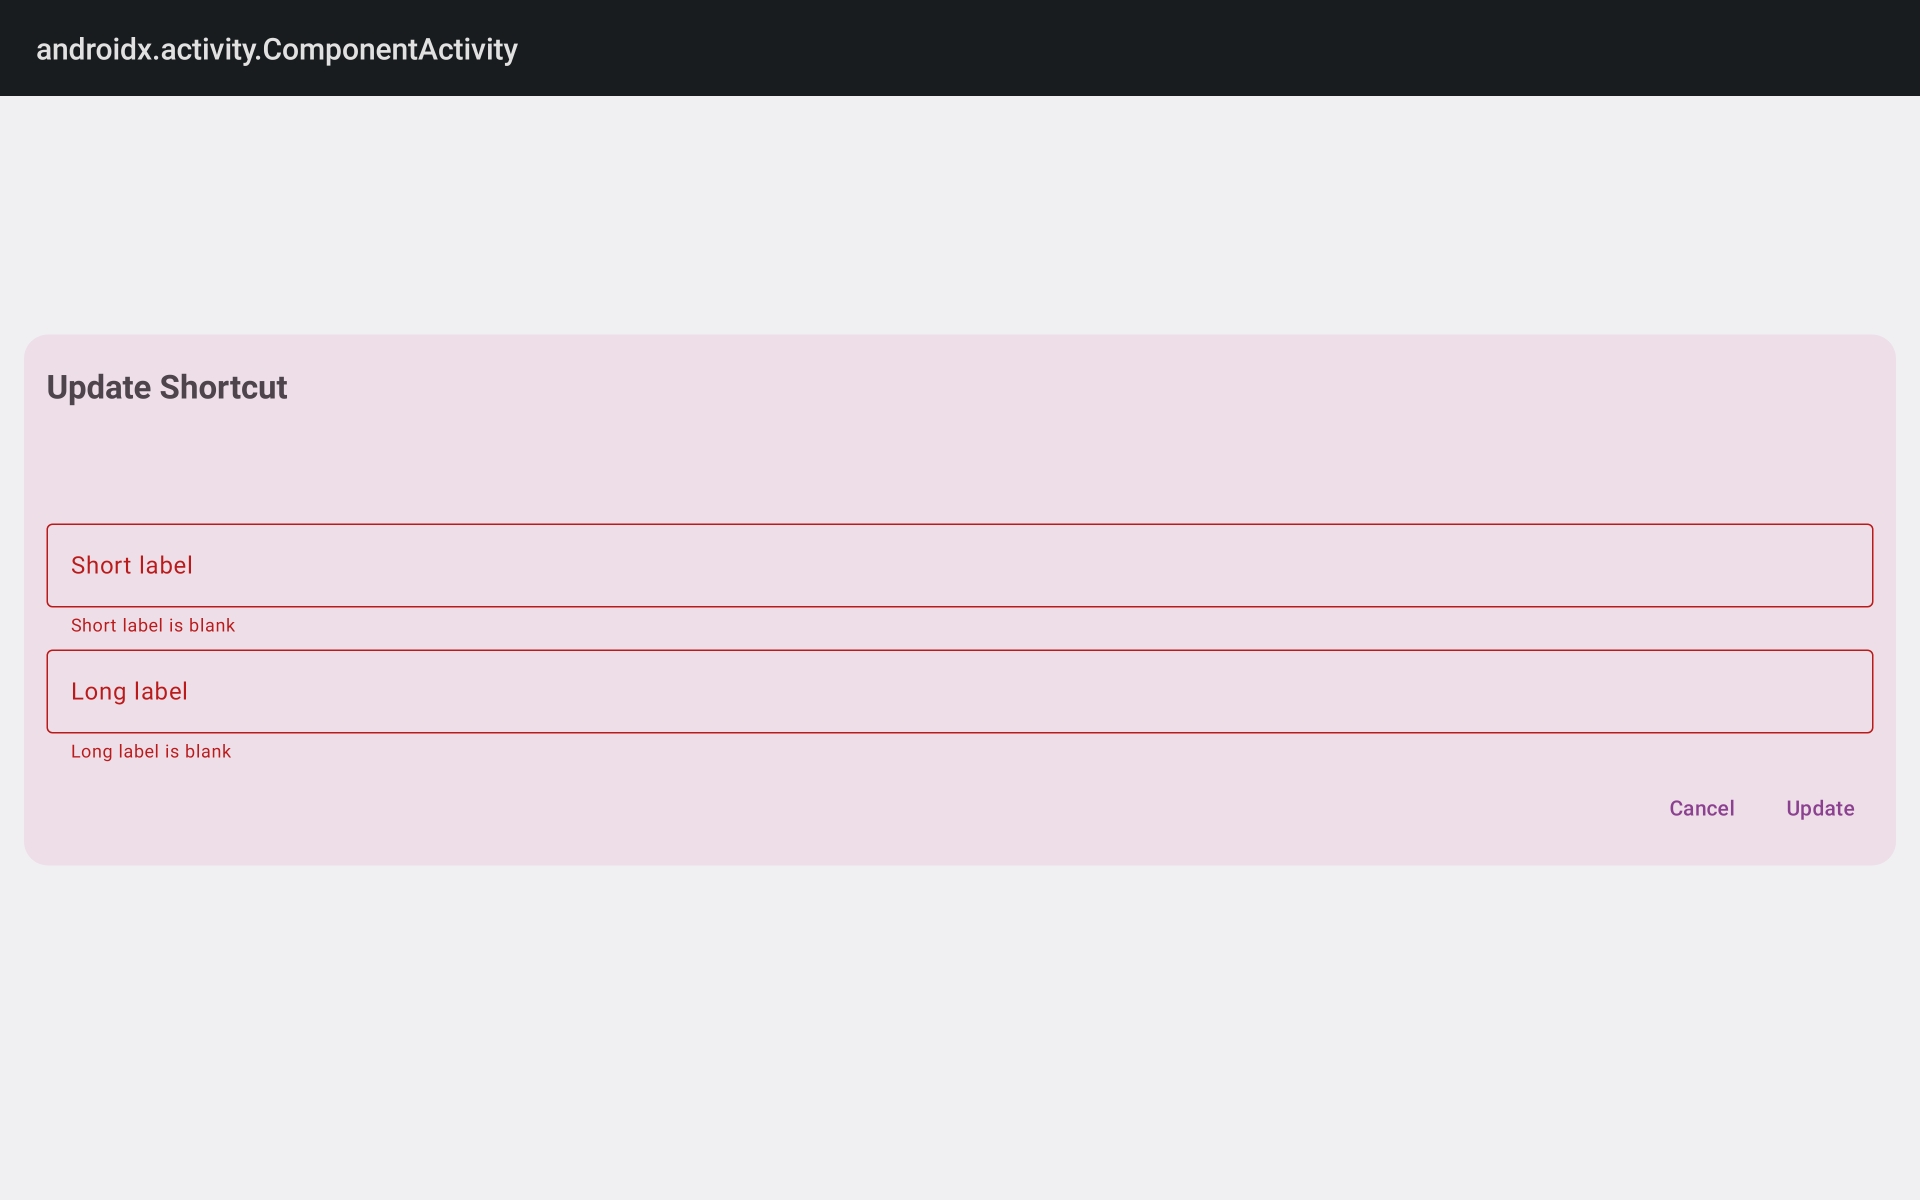 androidx.activity.ComponentActivity
Update Shortcut
Short label
Short label is blank
Long label
Long label is blank
Cancel Update